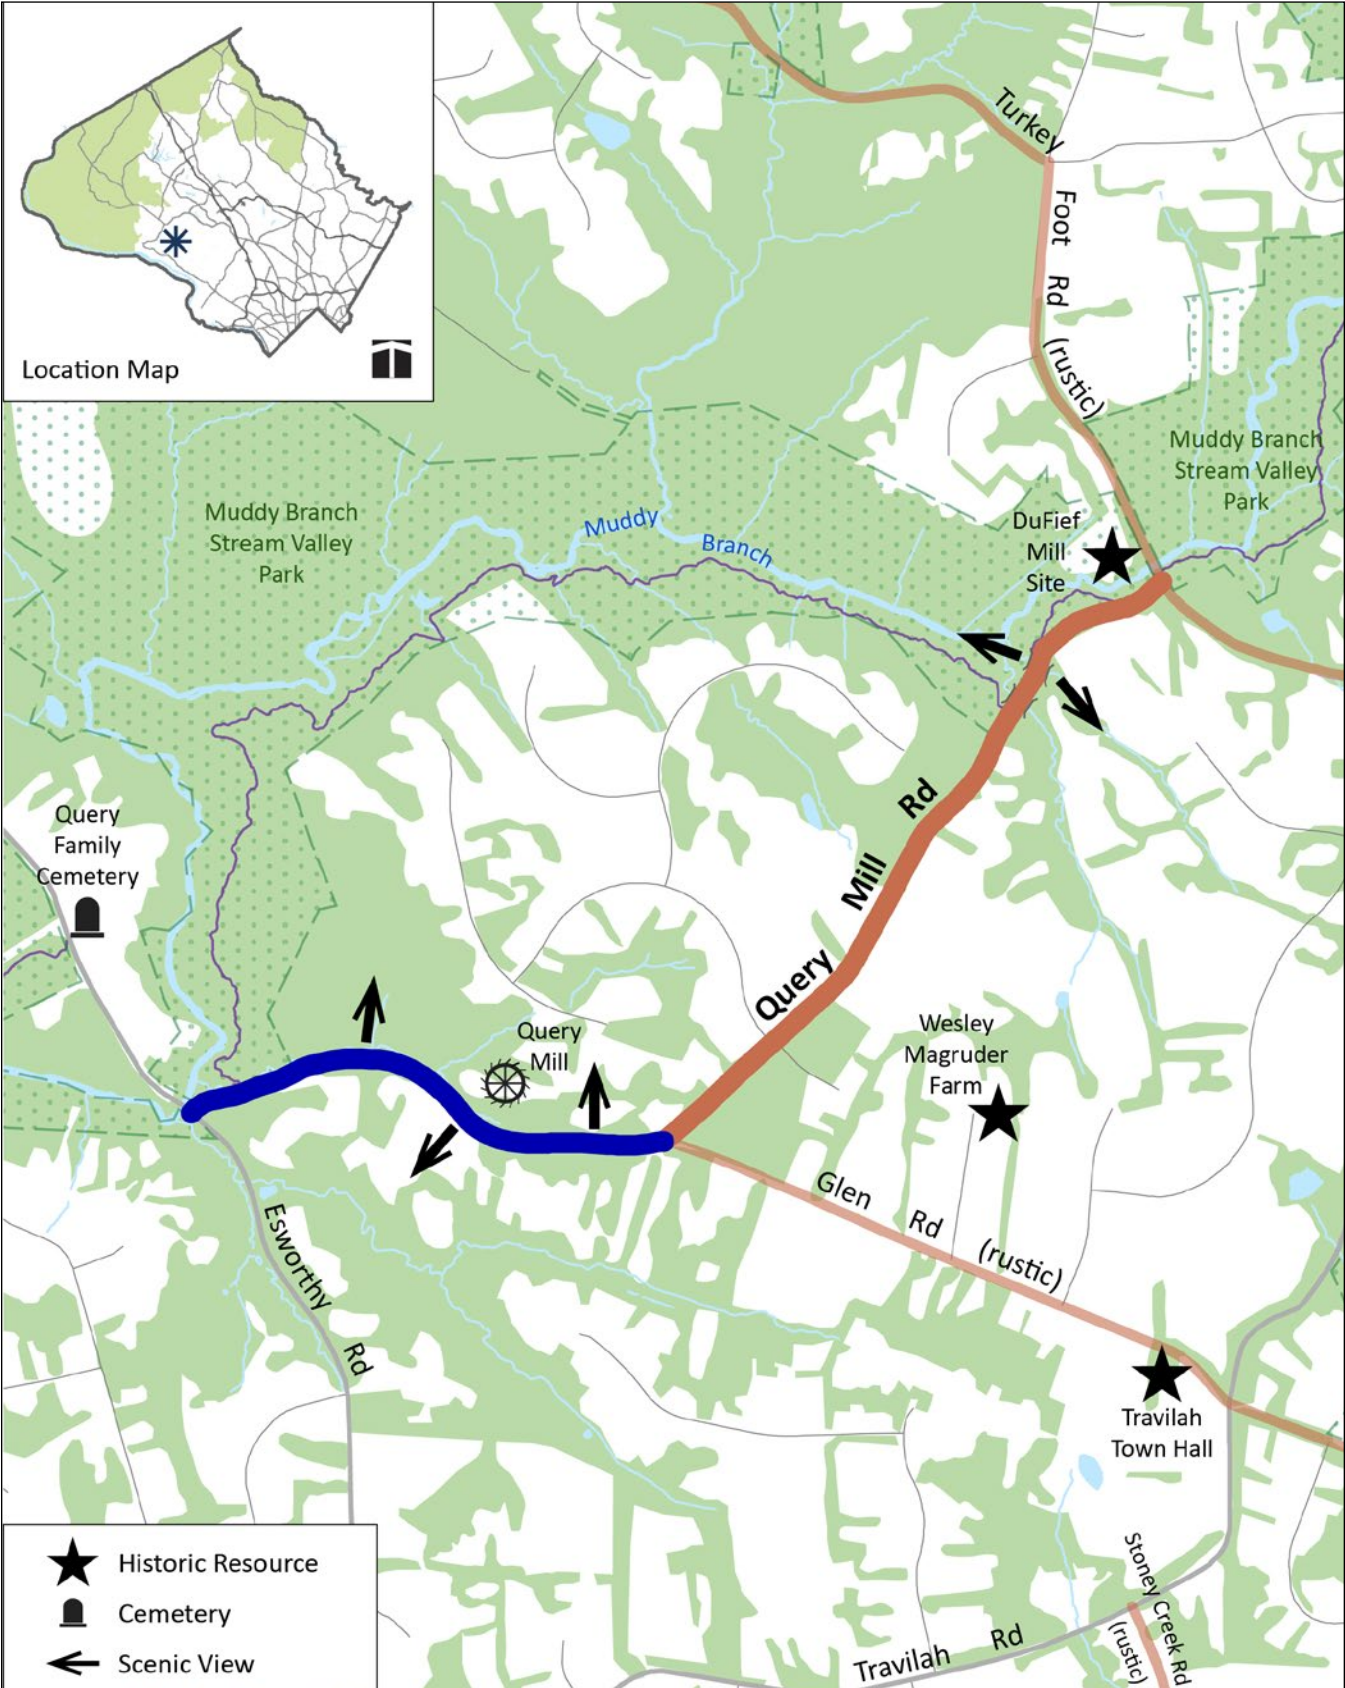 Location Map
Turkey
Foot
Rd
(rustic)
Muddy Branch
Stream Valley
Park
Muddy Branch
Stream Valley
Park
Muddy
Branch
DuFief
Mill
Site
Query
Family
Cemetery
Rd
Mill
Query
Query
Mill
Wesley
Magruder
Farm
Glen
Rd
(rustic)
Esworthy
Rd
Travilah
Town Hall
Stoney Creek Rd
(rustic)
Travilah
Rd
Historic Resource
Cemetery
Scenic View